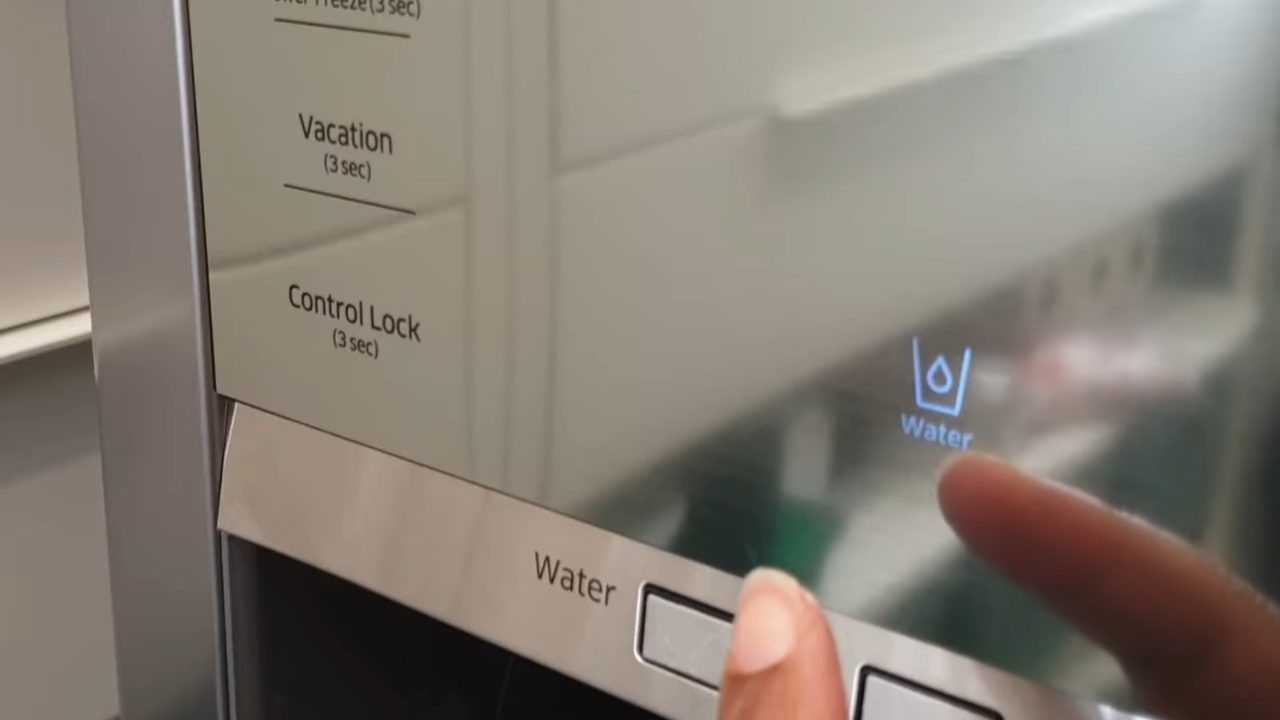 Freeze (3 sec)
Vacation
(3 sec)
Control Lock
(3 sec)
Water
Water